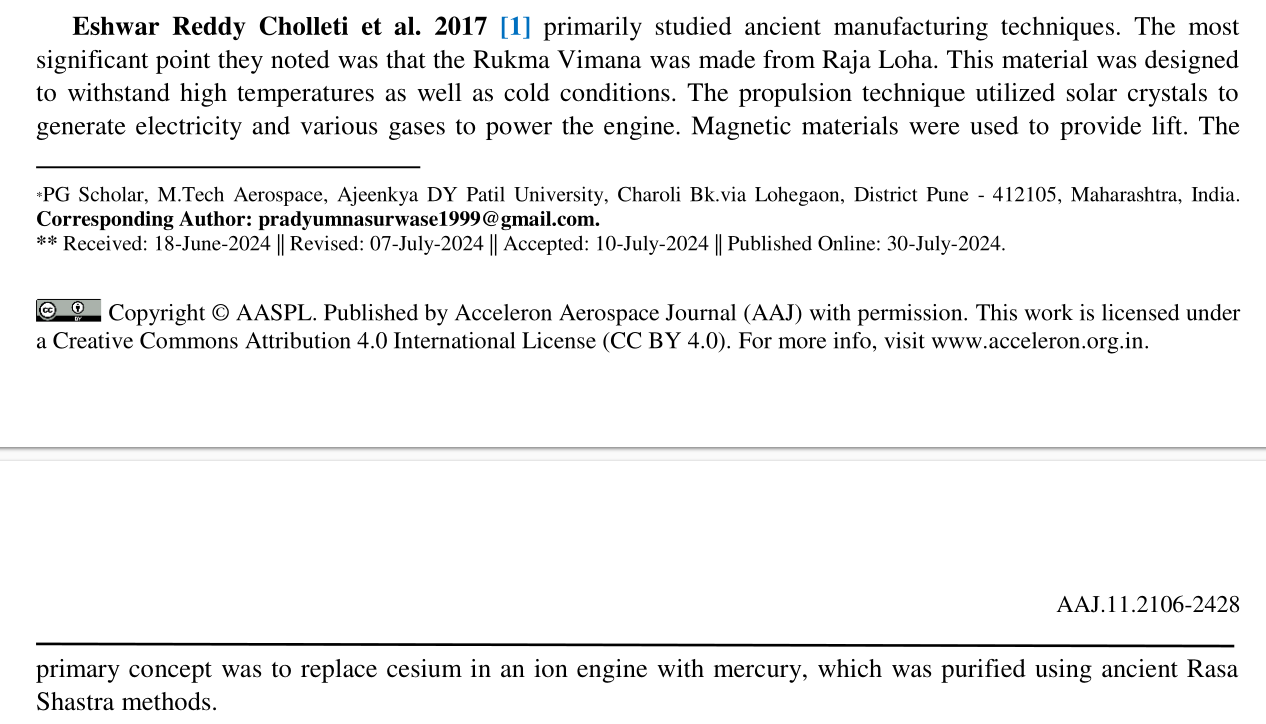 Eshwar Reddy Cholleti et al. 2017 [1] primarily studied ancient manufacturing techniques. The most
significant point they noted was that the Rukma Vimana was made from Raja Loha. This material was designed
to withstand high temperatures as well as cold conditions. The propulsion technique utilized solar crystals to
generate electricity and various gases to power the engine. Magnetic materials were used to provide lift. The
*PG Scholar, M.Tech Aerospace, Ajeenkya DY Patil University, Charoli Bk.via Lohegaon, District Pune - 412105, Maharashtra, India.
Corresponding Author: pradyumnasurwase1999@gmail.com.
** Received: 18-June-2024 || Revised: 07-July-2024 || Accepted: 10-July-2024 || Published Online: 30-July-2024.
cc BY Copyright © AASPL. Published by Acceleron Aerospace Journal (AAJ) with permission. This work is licensed under
a Creative Commons Attribution 4.0 International License (CC BY 4.0). For more info, visit www.acceleron.org.in.
AAJ.11.2106-2428
primary concept was to replace cesium in an ion engine with mercury, which was purified using ancient Rasa
Shastra methods.